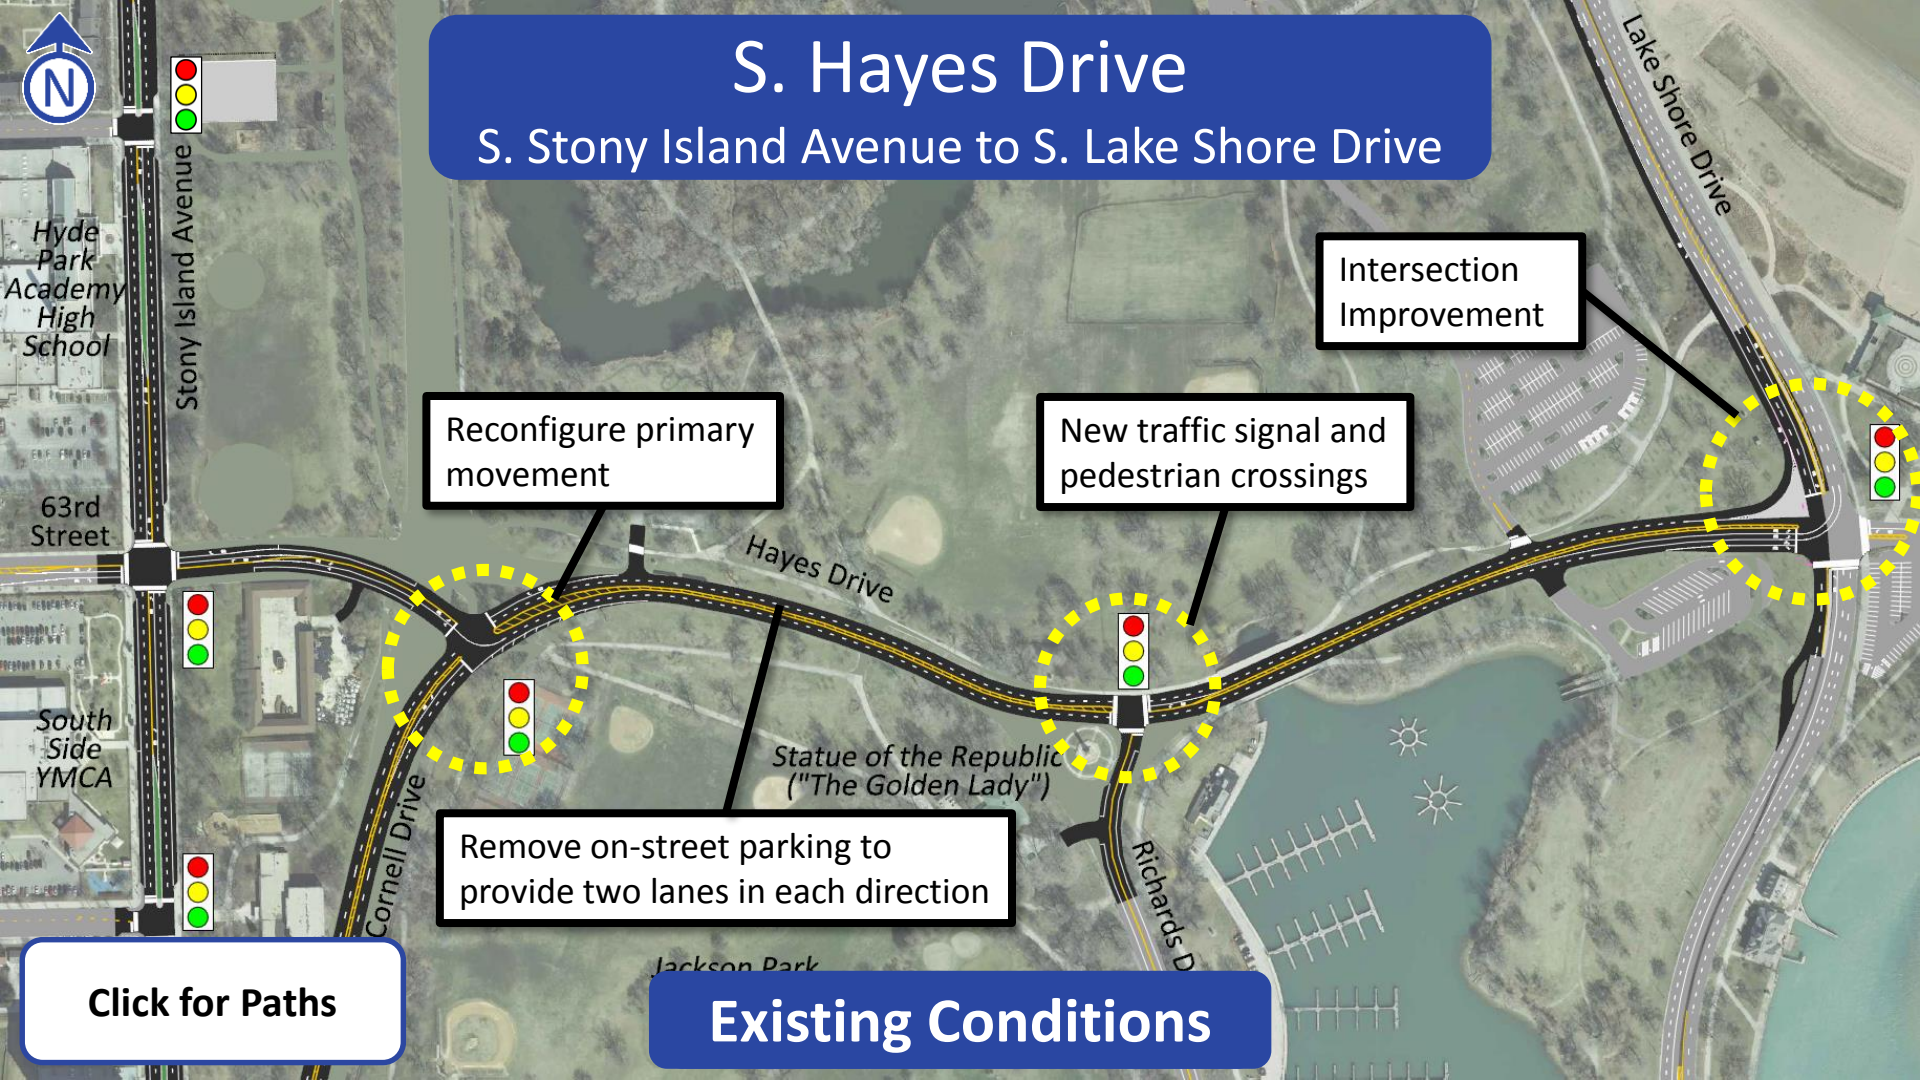 N
S. Hayes Drive
S. Stony Island Avenue to S. Lake Shore Drive
Lake Shore Drive
Stony Island Avenue
Hyde
Park
Academy
High
School
Intersection
Improvement
Reconfigure primary
movement
New traffic signal and
pedestrian crossings
63rd
Street
Hayes Drive
South
Side
YMCA
Statue of the Republic
("The Golden Lady")
Cornell Drive
Remove on-street parking to
provide two lanes in each direction
Richards D
Jackson Park
Click for Paths
Existing Conditions